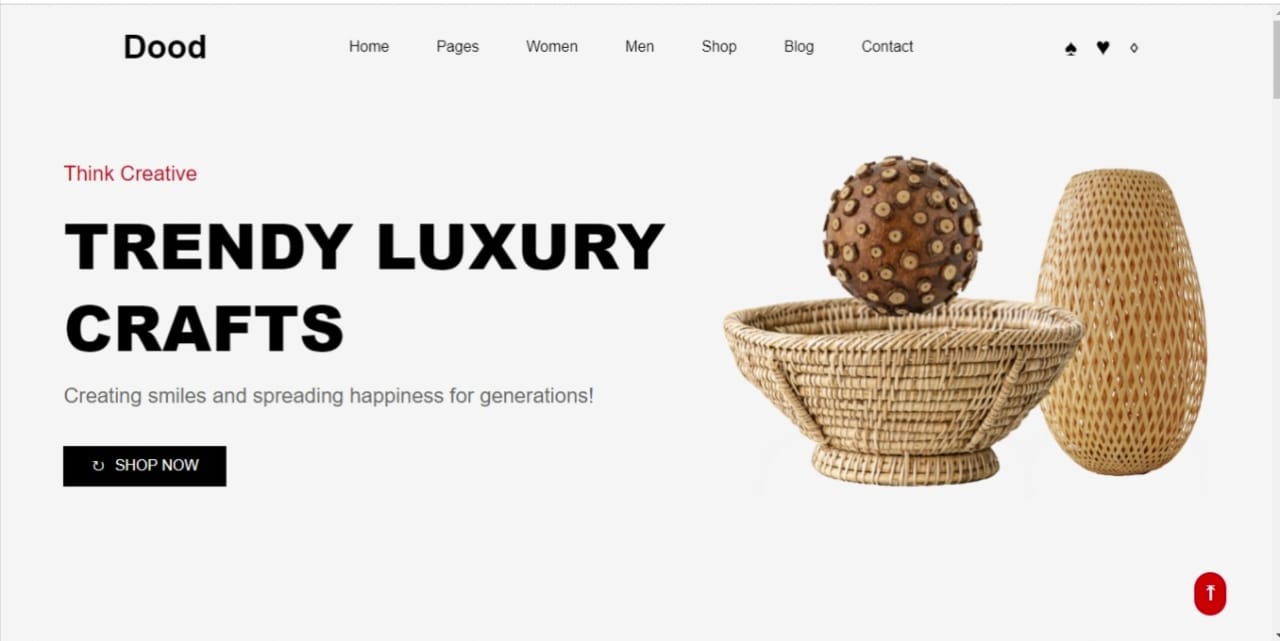 Dood
Home Pages Women Men Shop Blog Contact
Think Creative
TRENDY LUXURY
CRAFTS
Creating smiles and spreading happiness for generations!
↻ SHOP NOW